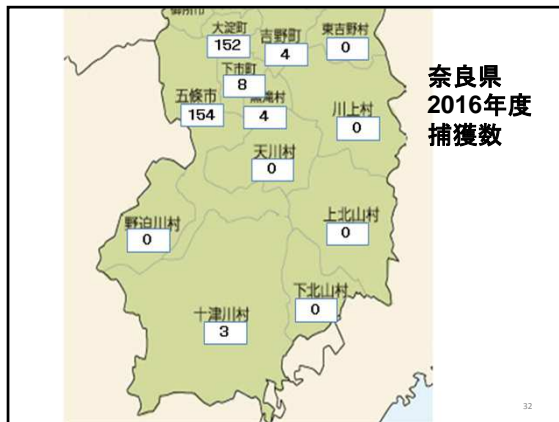 大淀町
152
吉野町
4
東吉野村
0
下市町
8
五條市
154
黒滝村
4
川上村
0
天川村
0
野迫川村
0
上北山村
0
十津川村
3
下北山村
0
奈良県
2016年度
捕獲数
32